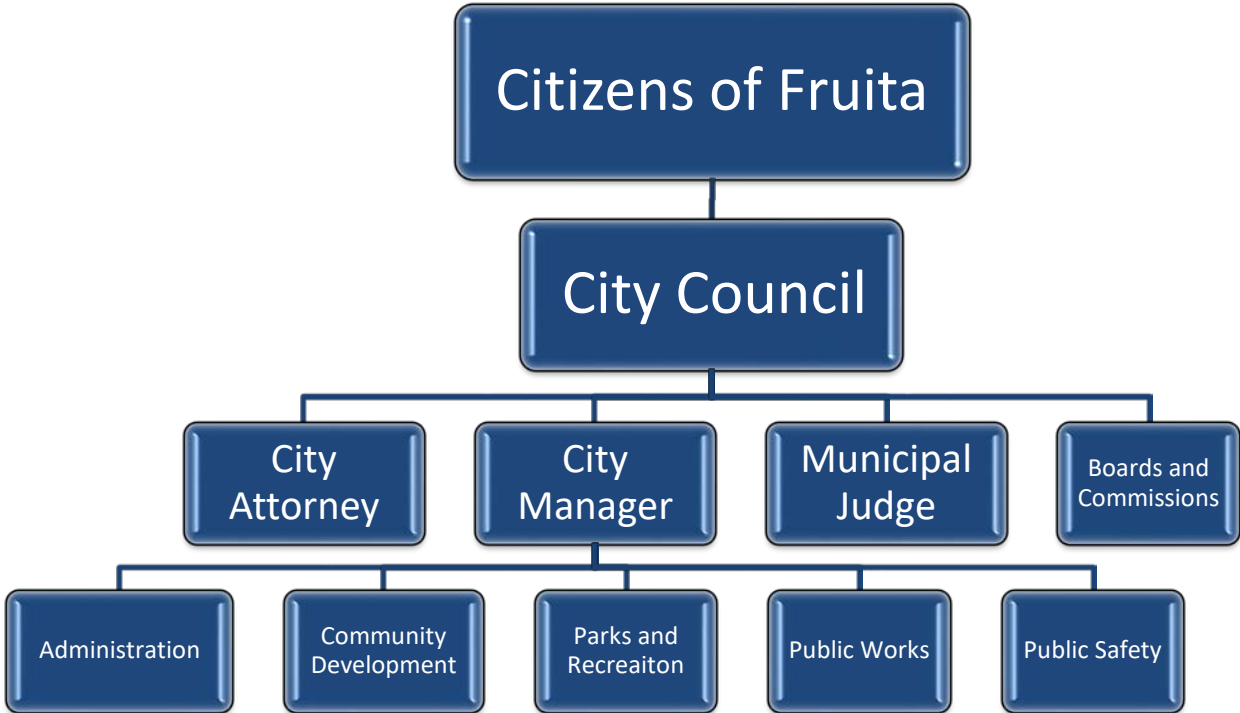 Citizens of Fruita
City Council
City
Attorney
City
Manager
Municipal
Judge
Boards and
Commissions
Administration
Community
Development
Parks and
Recreaiton
Public Works
Public Safety